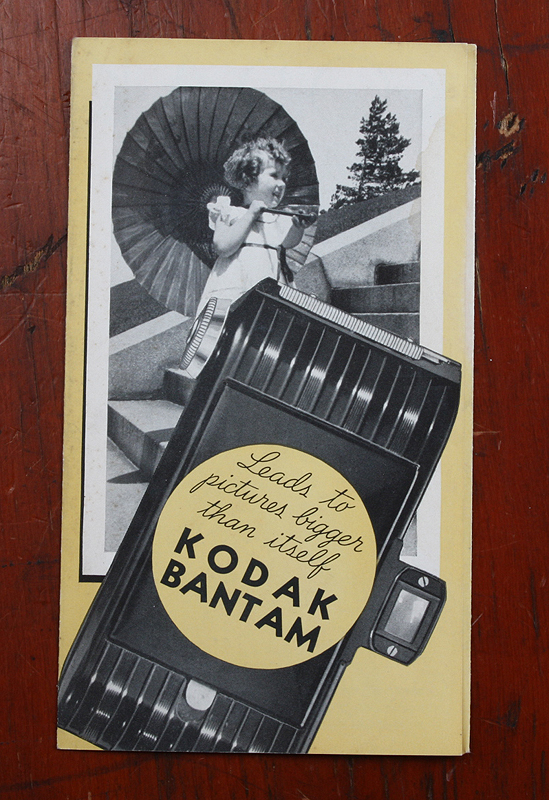 Leads to
pictures bigger
than itself
KODAK
BANTAM